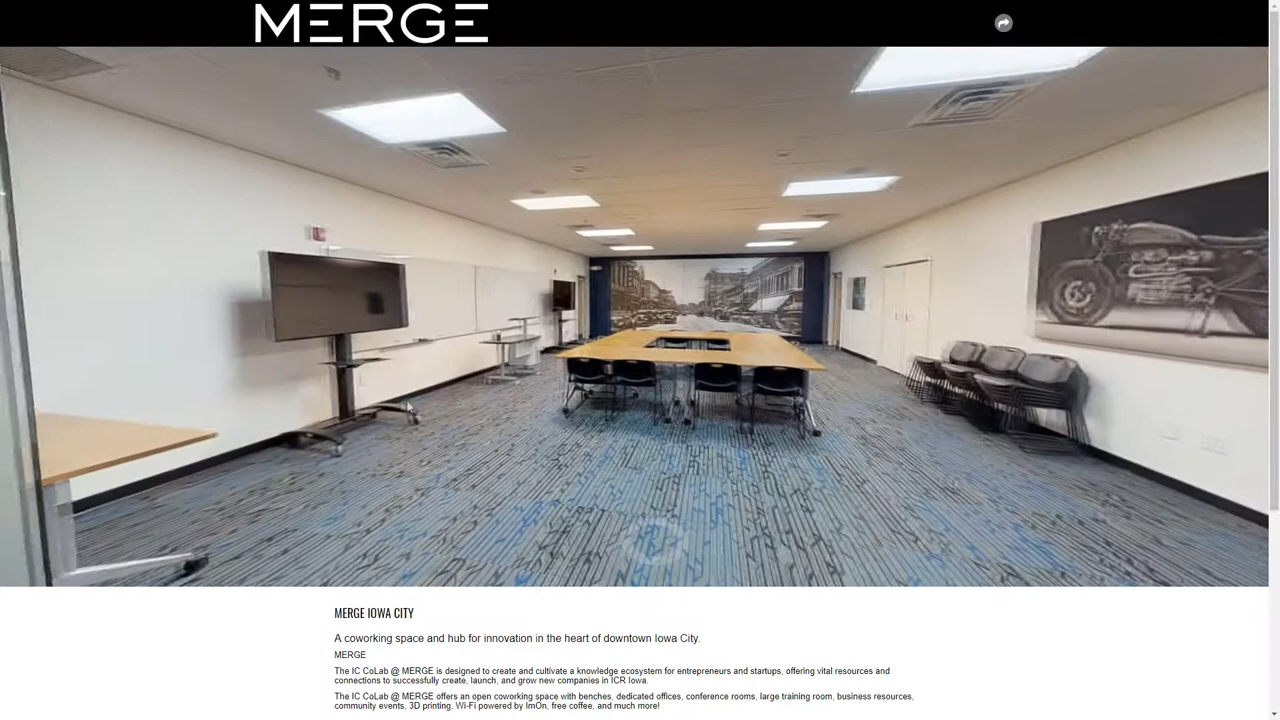 MERGE
MERGE IOWA CITY
A coworking space and hub for innovation in the heart of downtown Iowa City.
MERGE
The IC CoLab @ MERGE is designed to create and cultivate a knowledge ecosystem for entrepreneurs and startups, offering vital resources and
connections to successfully create, launch, and grow new companies in ICR Iowa.
The IC CoLab @ MERGE offers an open coworking space with benches, dedicated offices, conference rooms, large training room, business resources,
community events, 3D printing, Wi-Fi powered by ImOn, free coffee, and much more!